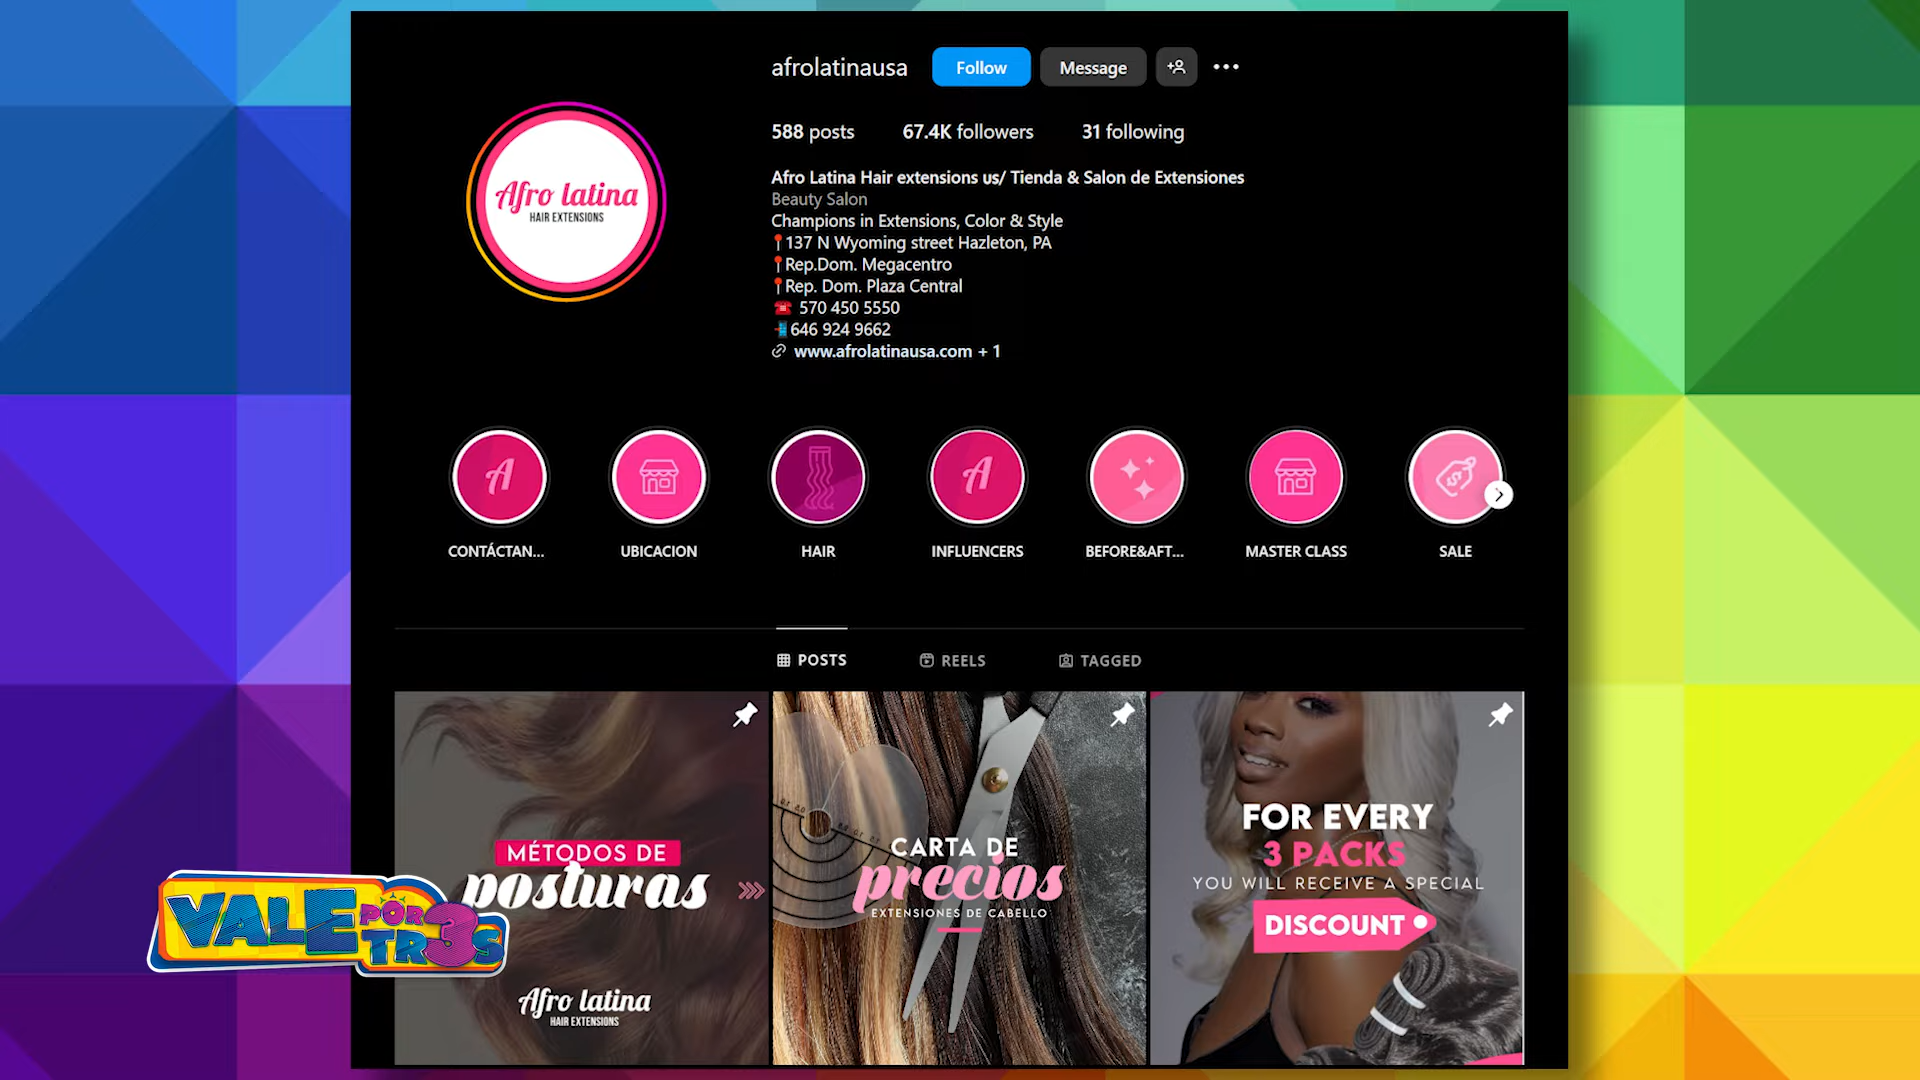 afrolatinausa Follow Message
588 posts 67.4K followers 31 following
Afro Latina Hair extensions us/ Tienda & Salon de Extensiones
Beauty Salon
Champions in Extensions, Color & Style
137 N Wyoming street Hazleton, PA
Rep.Dom. Megacentro
Rep. Dom. Plaza Central
570 450 5550
646 924 9662
www.afrolatinausa.com + 1
Afro latina
HAIR EXTENSIONS
A
A
$
CONTÁCTAN... UBICACION HAIR INFLUENCERS BEFORE&AFT... MASTER CLASS SALE
POSTS REELS TAGGED
MÉTODOS DE
posturas
Afro latina
HAIR EXTENSIONS
CARTA DE
precios
EXTENSIONES DE CABELLO
FOR EVERY
3 PACKS
YOU WILL RECEIVE A SPECIAL
DISCOUNT
VALE POR
TR3S